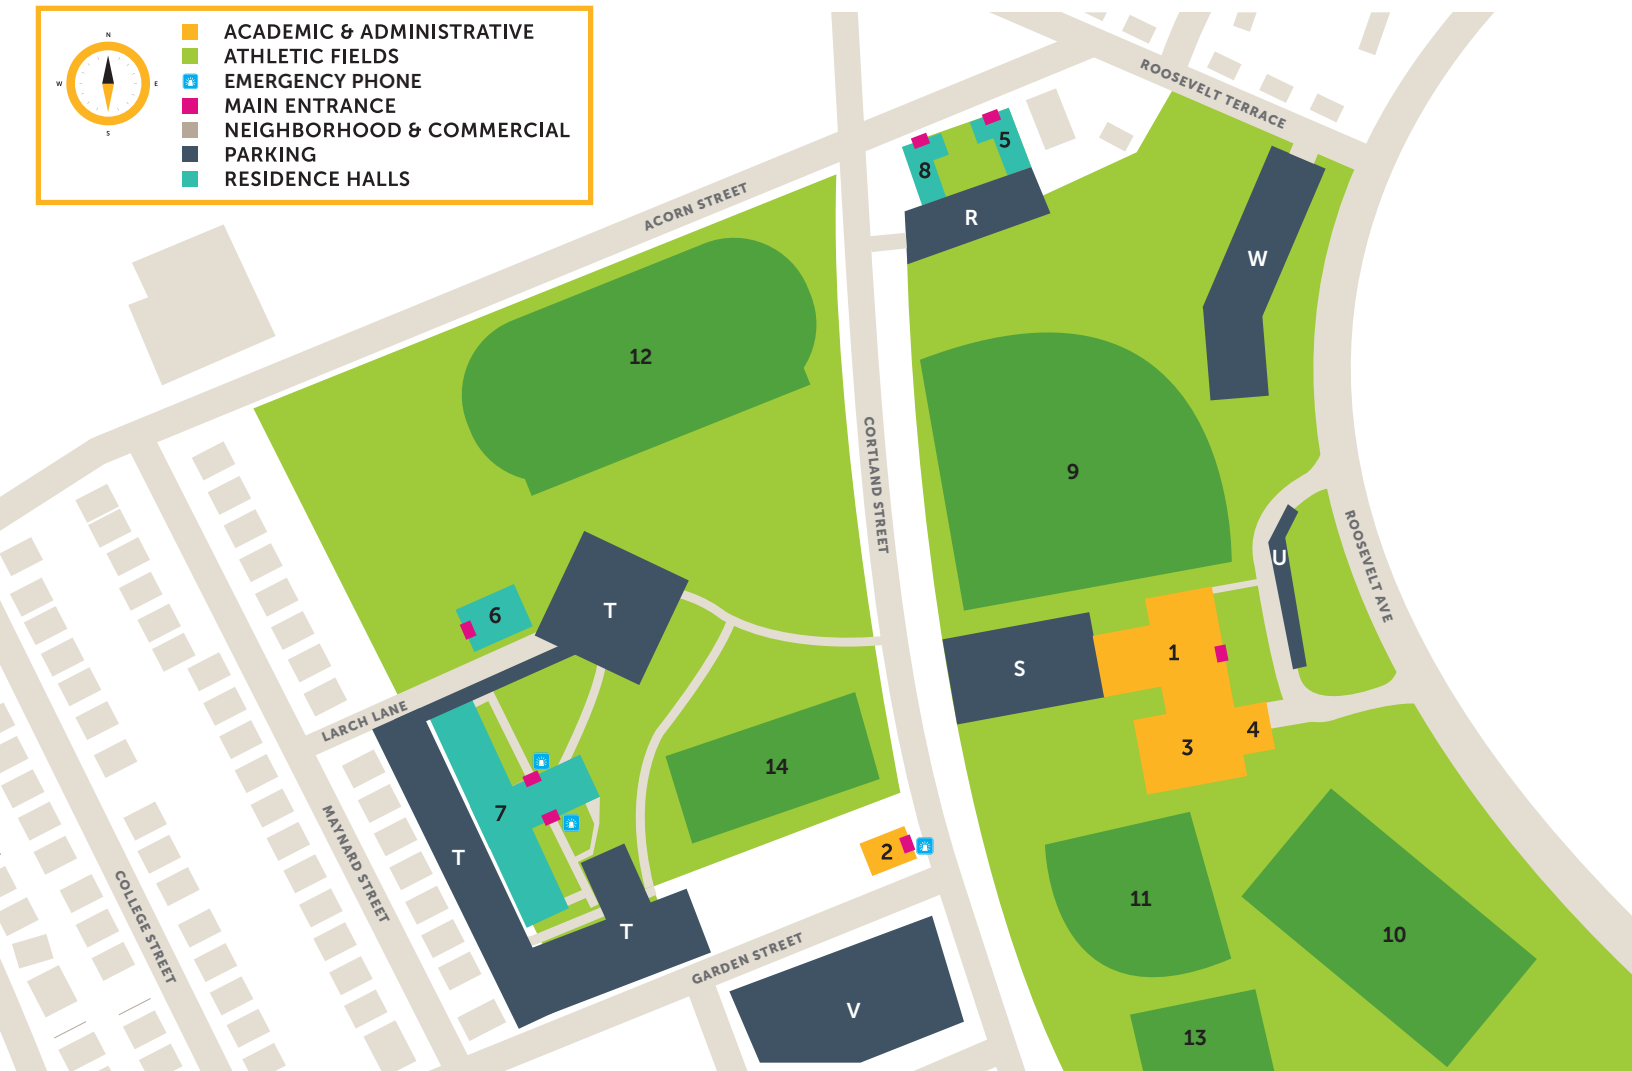 N
W
E
S
ACADEMIC & ADMINISTRATIVE
ATHLETIC FIELDS
EMERGENCY PHONE
MAIN ENTRANCE
NEIGHBORHOOD & COMMERCIAL
PARKING
RESIDENCE HALLS
ROOSEVELT TERRACE
ACORN STREET
5
8
R
W
12
CORTLAND STREET
9
ROOSEVELT AVE
U
6
T
1
S
LARCH LANE
4
3
14
7
MAYNARD STREET
T
2
COLLEGE STREET
11
T
10
GARDEN STREET
V
13